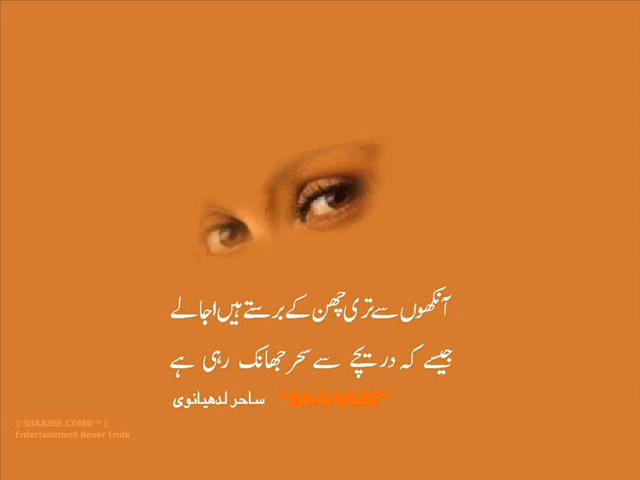 آنکھوں سے تری چھن کے برستے ہیں اجالے
جیسے کہ دریچے سے سحر جھانک رہی ہے
ساحر لدھیانوی
|| SHAANSE.COM®™ ||
Entertainment Never Ends